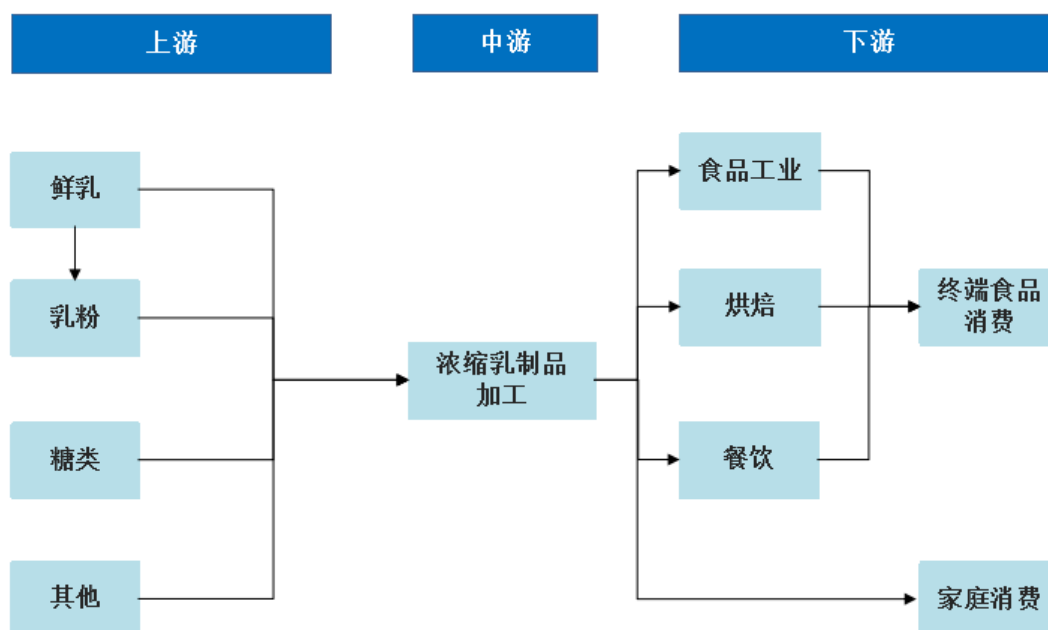 上游
中游
下游
鲜乳
乳粉
糖类
其他
浓缩乳制品
加工
食品工业
烘焙
餐饮
终端食品
消费
家庭消费